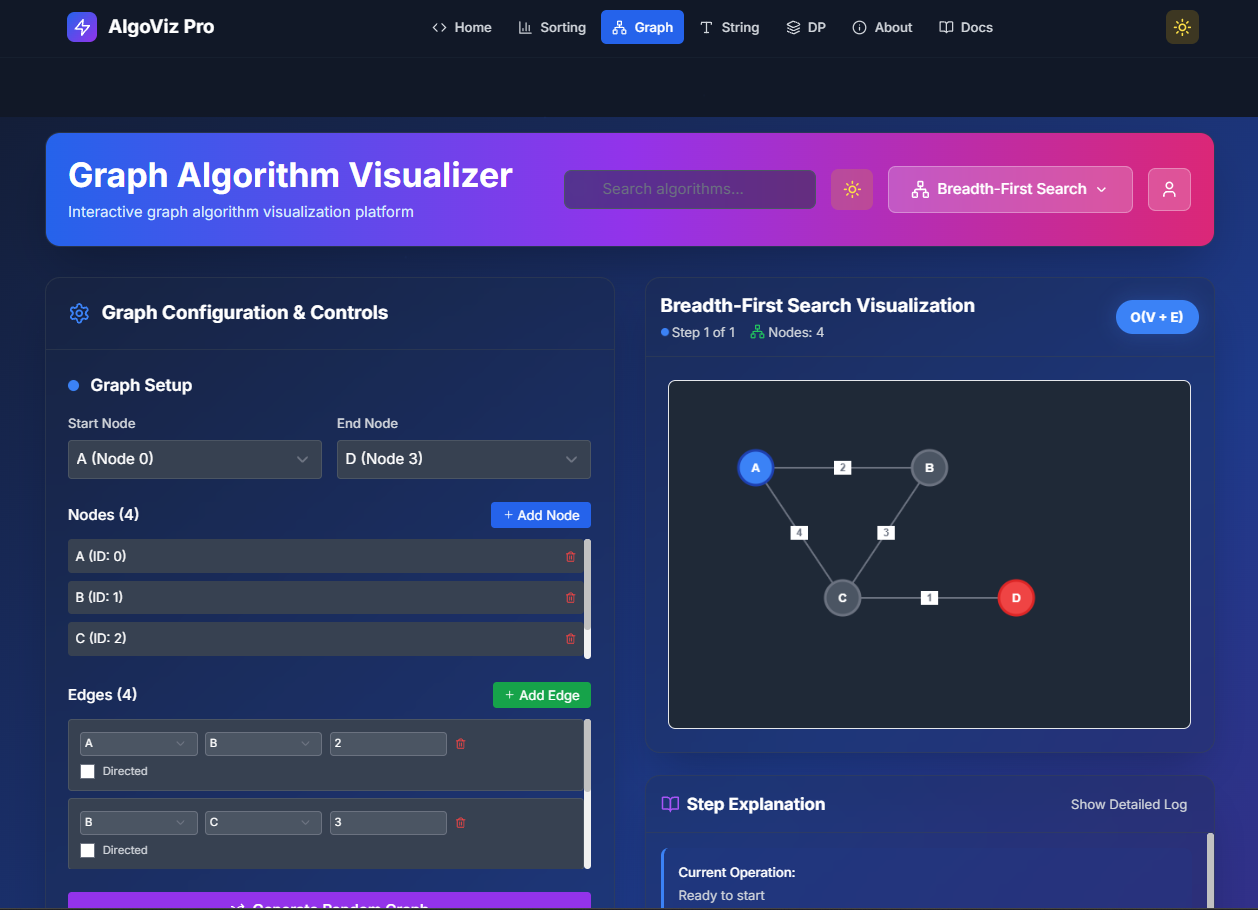 AlgoViz Pro
Home
Sorting
Graph
String
DP
About
Docs
Graph Algorithm Visualizer
Interactive graph algorithm visualization platform
Search algorithms...
Breadth-First Search
Graph Configuration & Controls
Graph Setup
Start Node
End Node
A (Node 0)
D (Node 3)
Nodes (4)
+ Add Node
A (ID: 0)
B (ID: 1)
C (ID: 2)
Edges (4)
+ Add Edge
A
B
2
Directed
B
C
3
Directed
Generate Random Graph
Breadth-First Search Visualization
Step 1 of 1
Nodes: 4
O(V + E)
A
2
B
4
3
C
1
D
Step Explanation
Show Detailed Log
Current Operation:
Ready to start